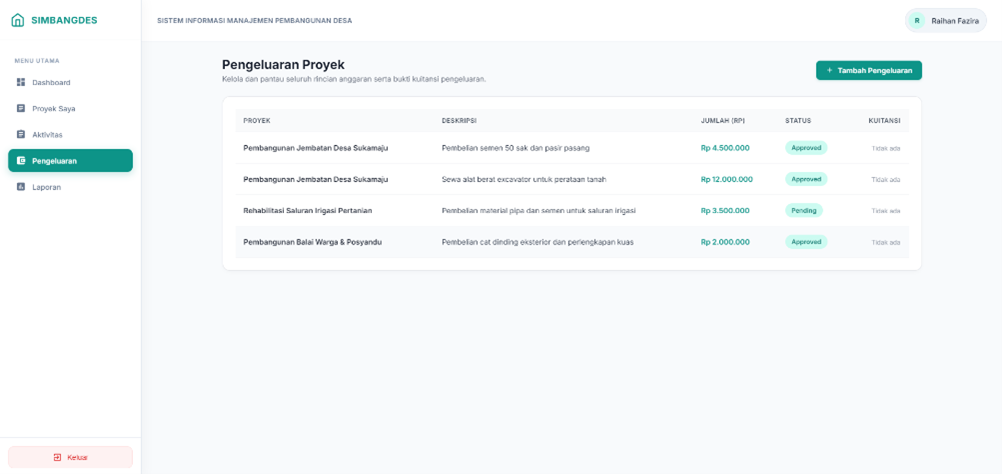 SIMBANGDES
SISTEM INFORMASI MANAJEMEN PEMBANGUNAN DESA
R Raihan Fazira
MENU UTAMA
Dashboard
Proyek Saya
Aktivitas
Pengeluaran
Laporan
Keluar
Pengeluaran Proyek
Kelola dan pantau seluruh rincian anggaran serta bukti kuitansi pengeluaran.
+ Tambah Pengeluaran
PROYEK DESKRIPSI JUMLAH (RP) STATUS KUITANSI
Pembangunan Jembatan Desa Sukamaju Pembelian semen 50 sak dan pasir pasang Rp 4.500.000 Approved Tidak ada
Pembangunan Jembatan Desa Sukamaju Sewa alat berat excavator untuk perataan tanah Rp 12.000.000 Approved Tidak ada
Rehabilitasi Saluran Irigasi Pertanian Pembelian material pipa dan semen untuk saluran irigasi Rp 3.500.000 Pending Tidak ada
Pembangunan Balai Warga & Posyandu Pembelian cat dinding eksterior dan perlengkapan kuas Rp 2.000.000 Approved Tidak ada